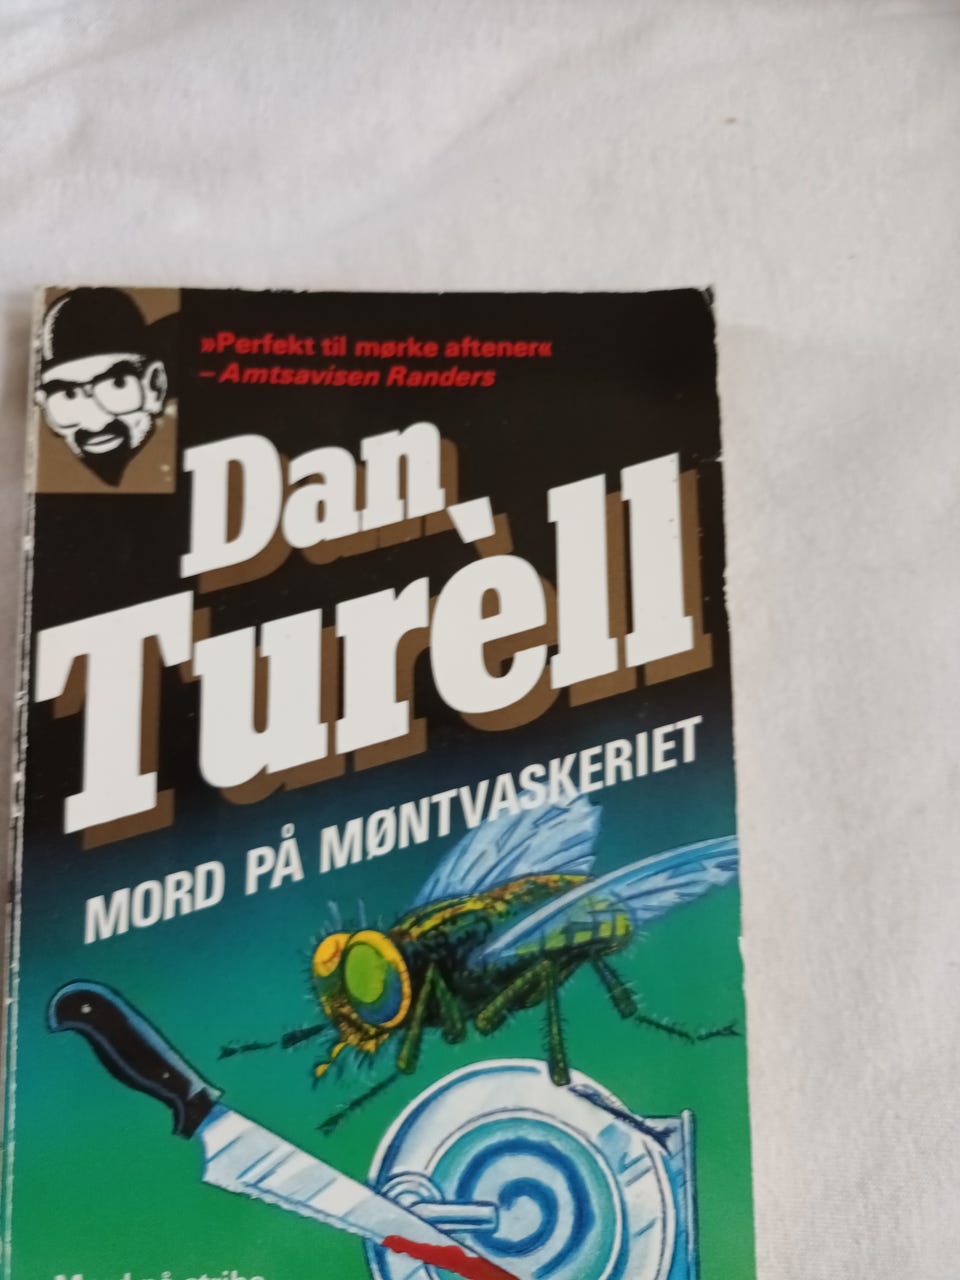 »Perfekt til mørke aftener«
– Amtsavisen Randers
Dan
Turèll
MORD PÅ MØNTVASKERIET